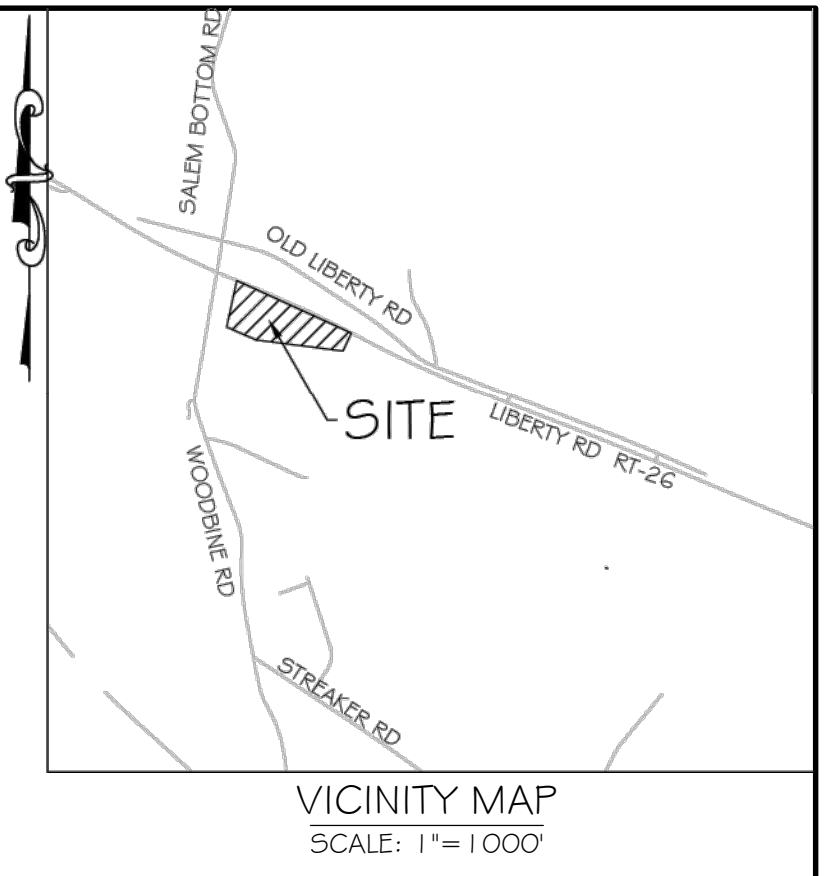 SALEM BOTTOM RD
OLD LIBERTY RD
SITE
LIBERTY RD RT-26
WOODBINE RD
STREAKER RD
VICINITY MAP
SCALE: 1"=1000'